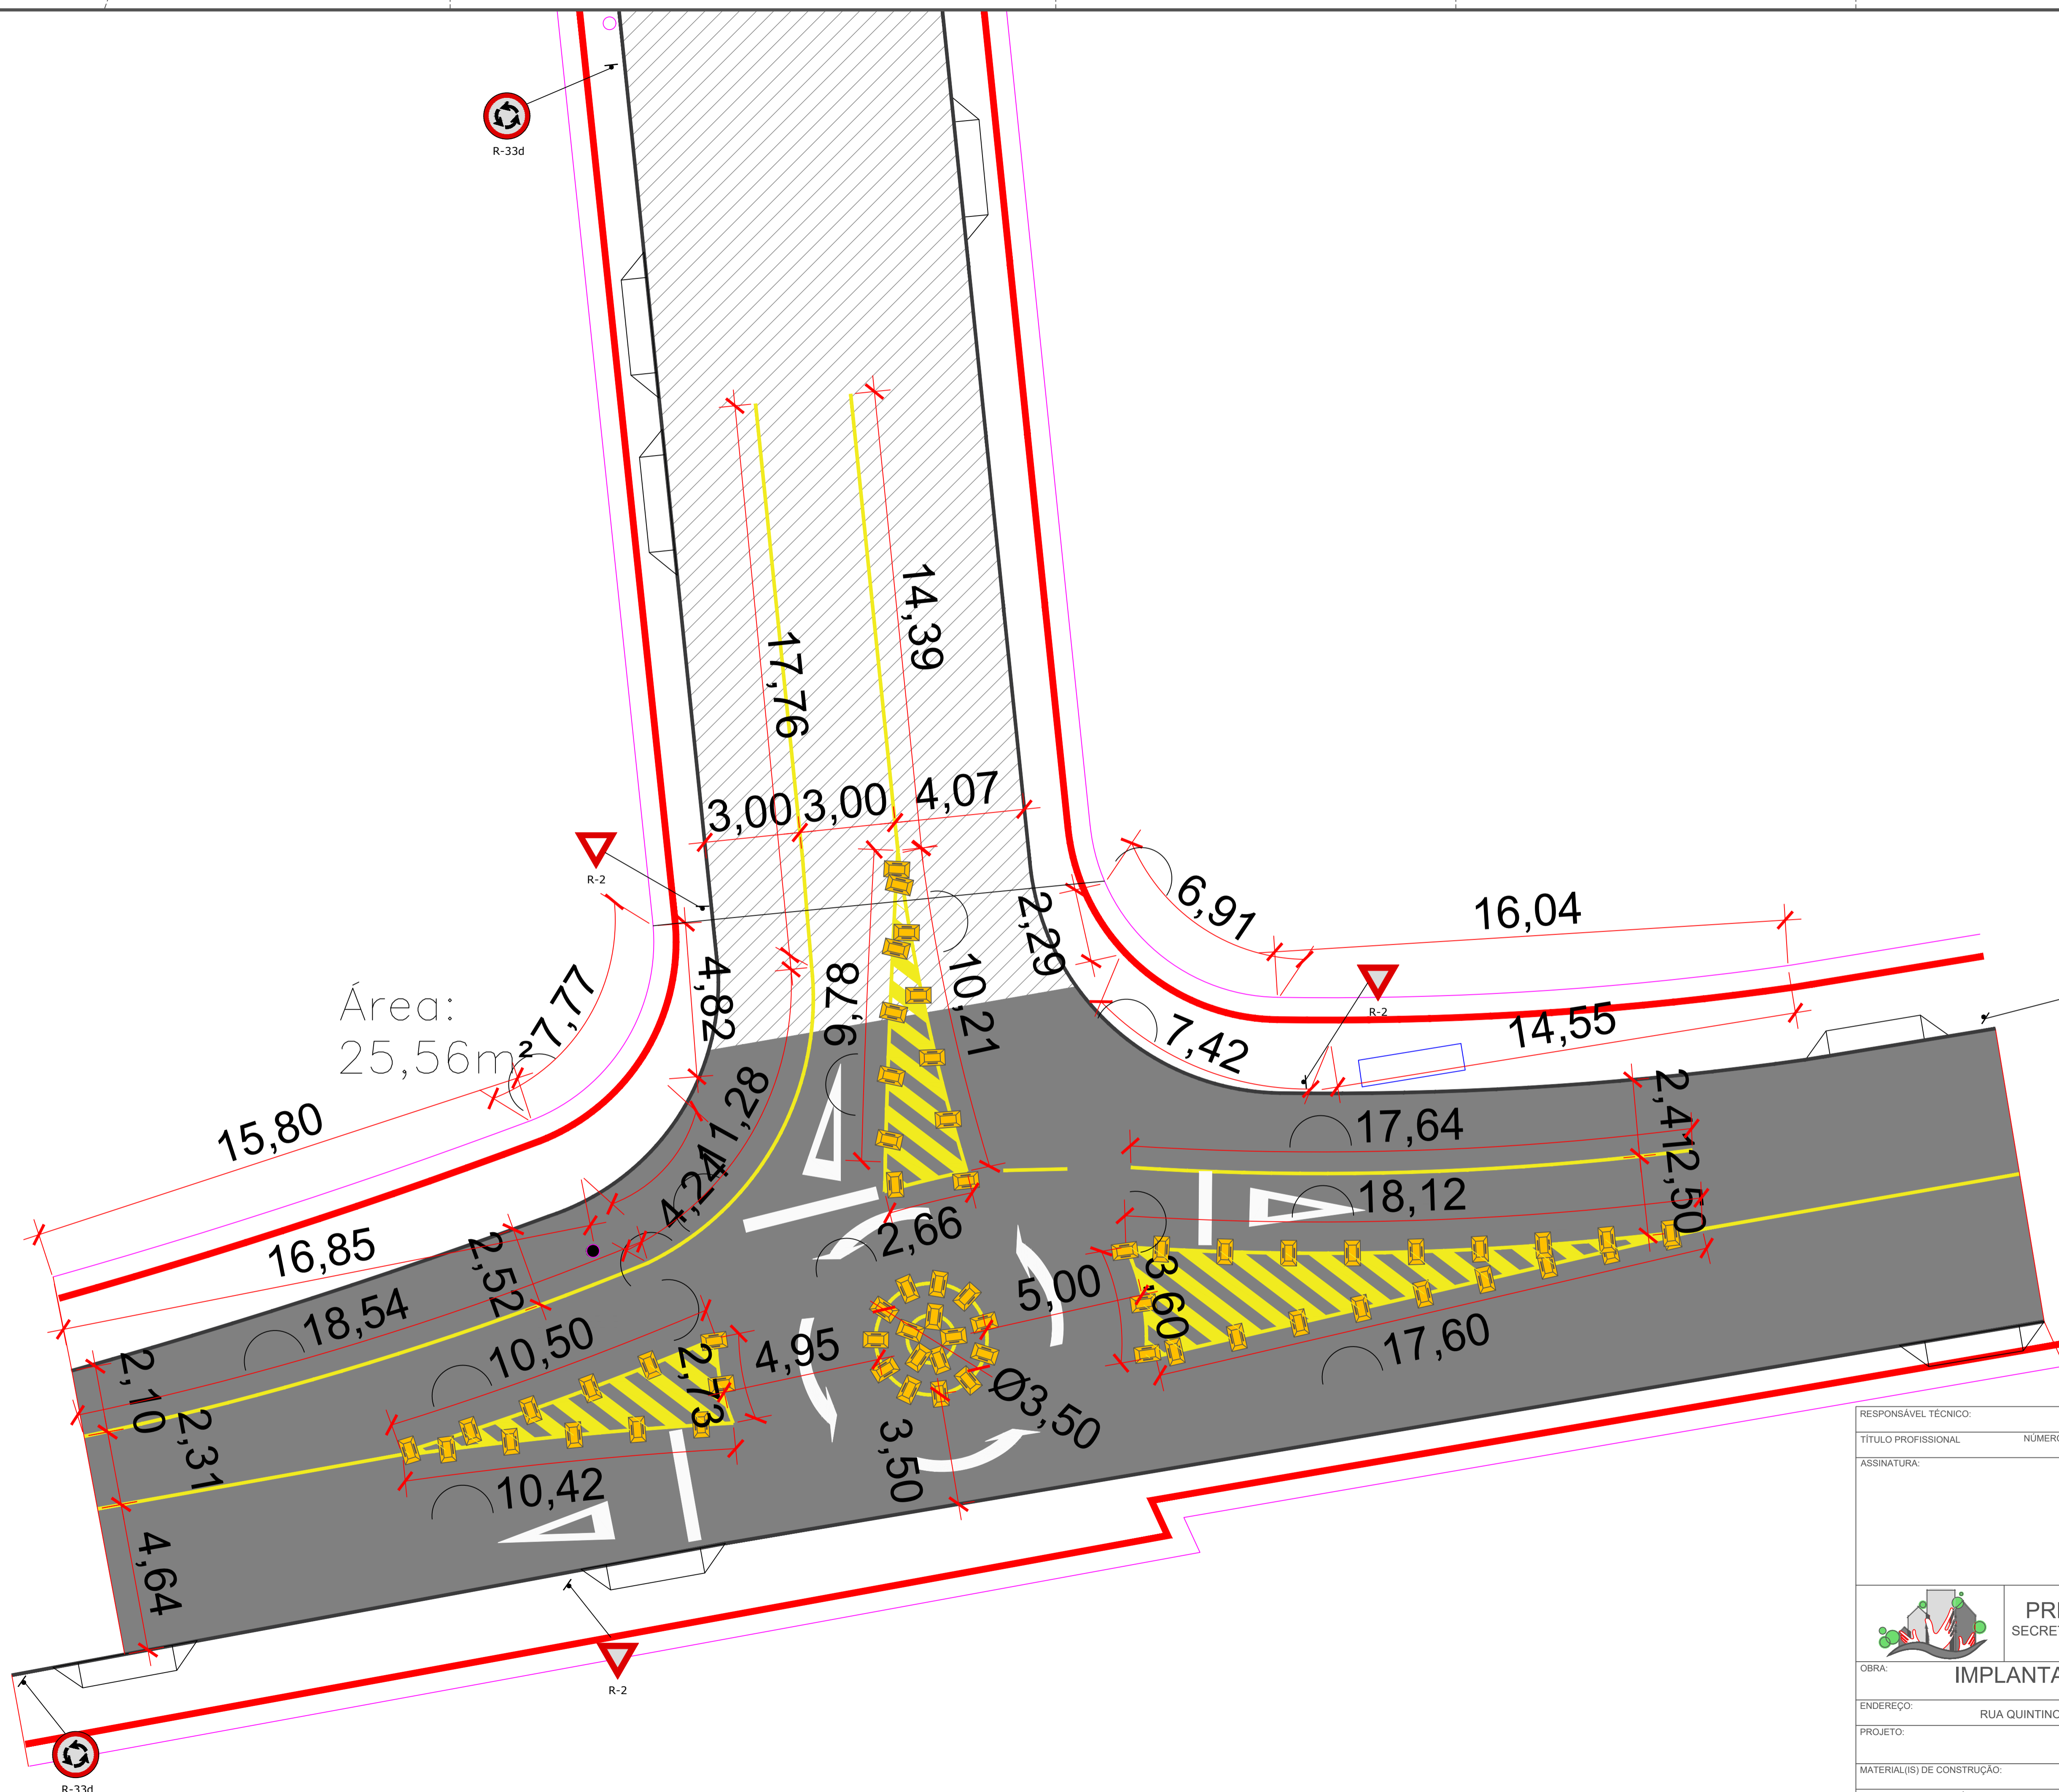 R-33d
14,39
17,76
3,00
3,00
4,07
R-2
6,91
16,04
2,29
Área:
25,56m²
7,77
4,82
9,78
10,21
R-2
14,55
7,42
15,80
11,28
4,24
17,64
2,41
2,50
18,12
16,85
2,52
2,66
18,54
10,50
5,00
3,60
17,60
2,10
2,31
2,73
4,95
Ø3,50
3,50
10,42
4,64
R-2
R-33d
RESPONSÁVEL TÉCNICO:
TÍTULO PROFISSIONAL
ASSINATURA:
OBRA:
ENDEREÇO:
RUA
PROJETO:
MATERIAL(IS) DE CONSTRUÇÃO: